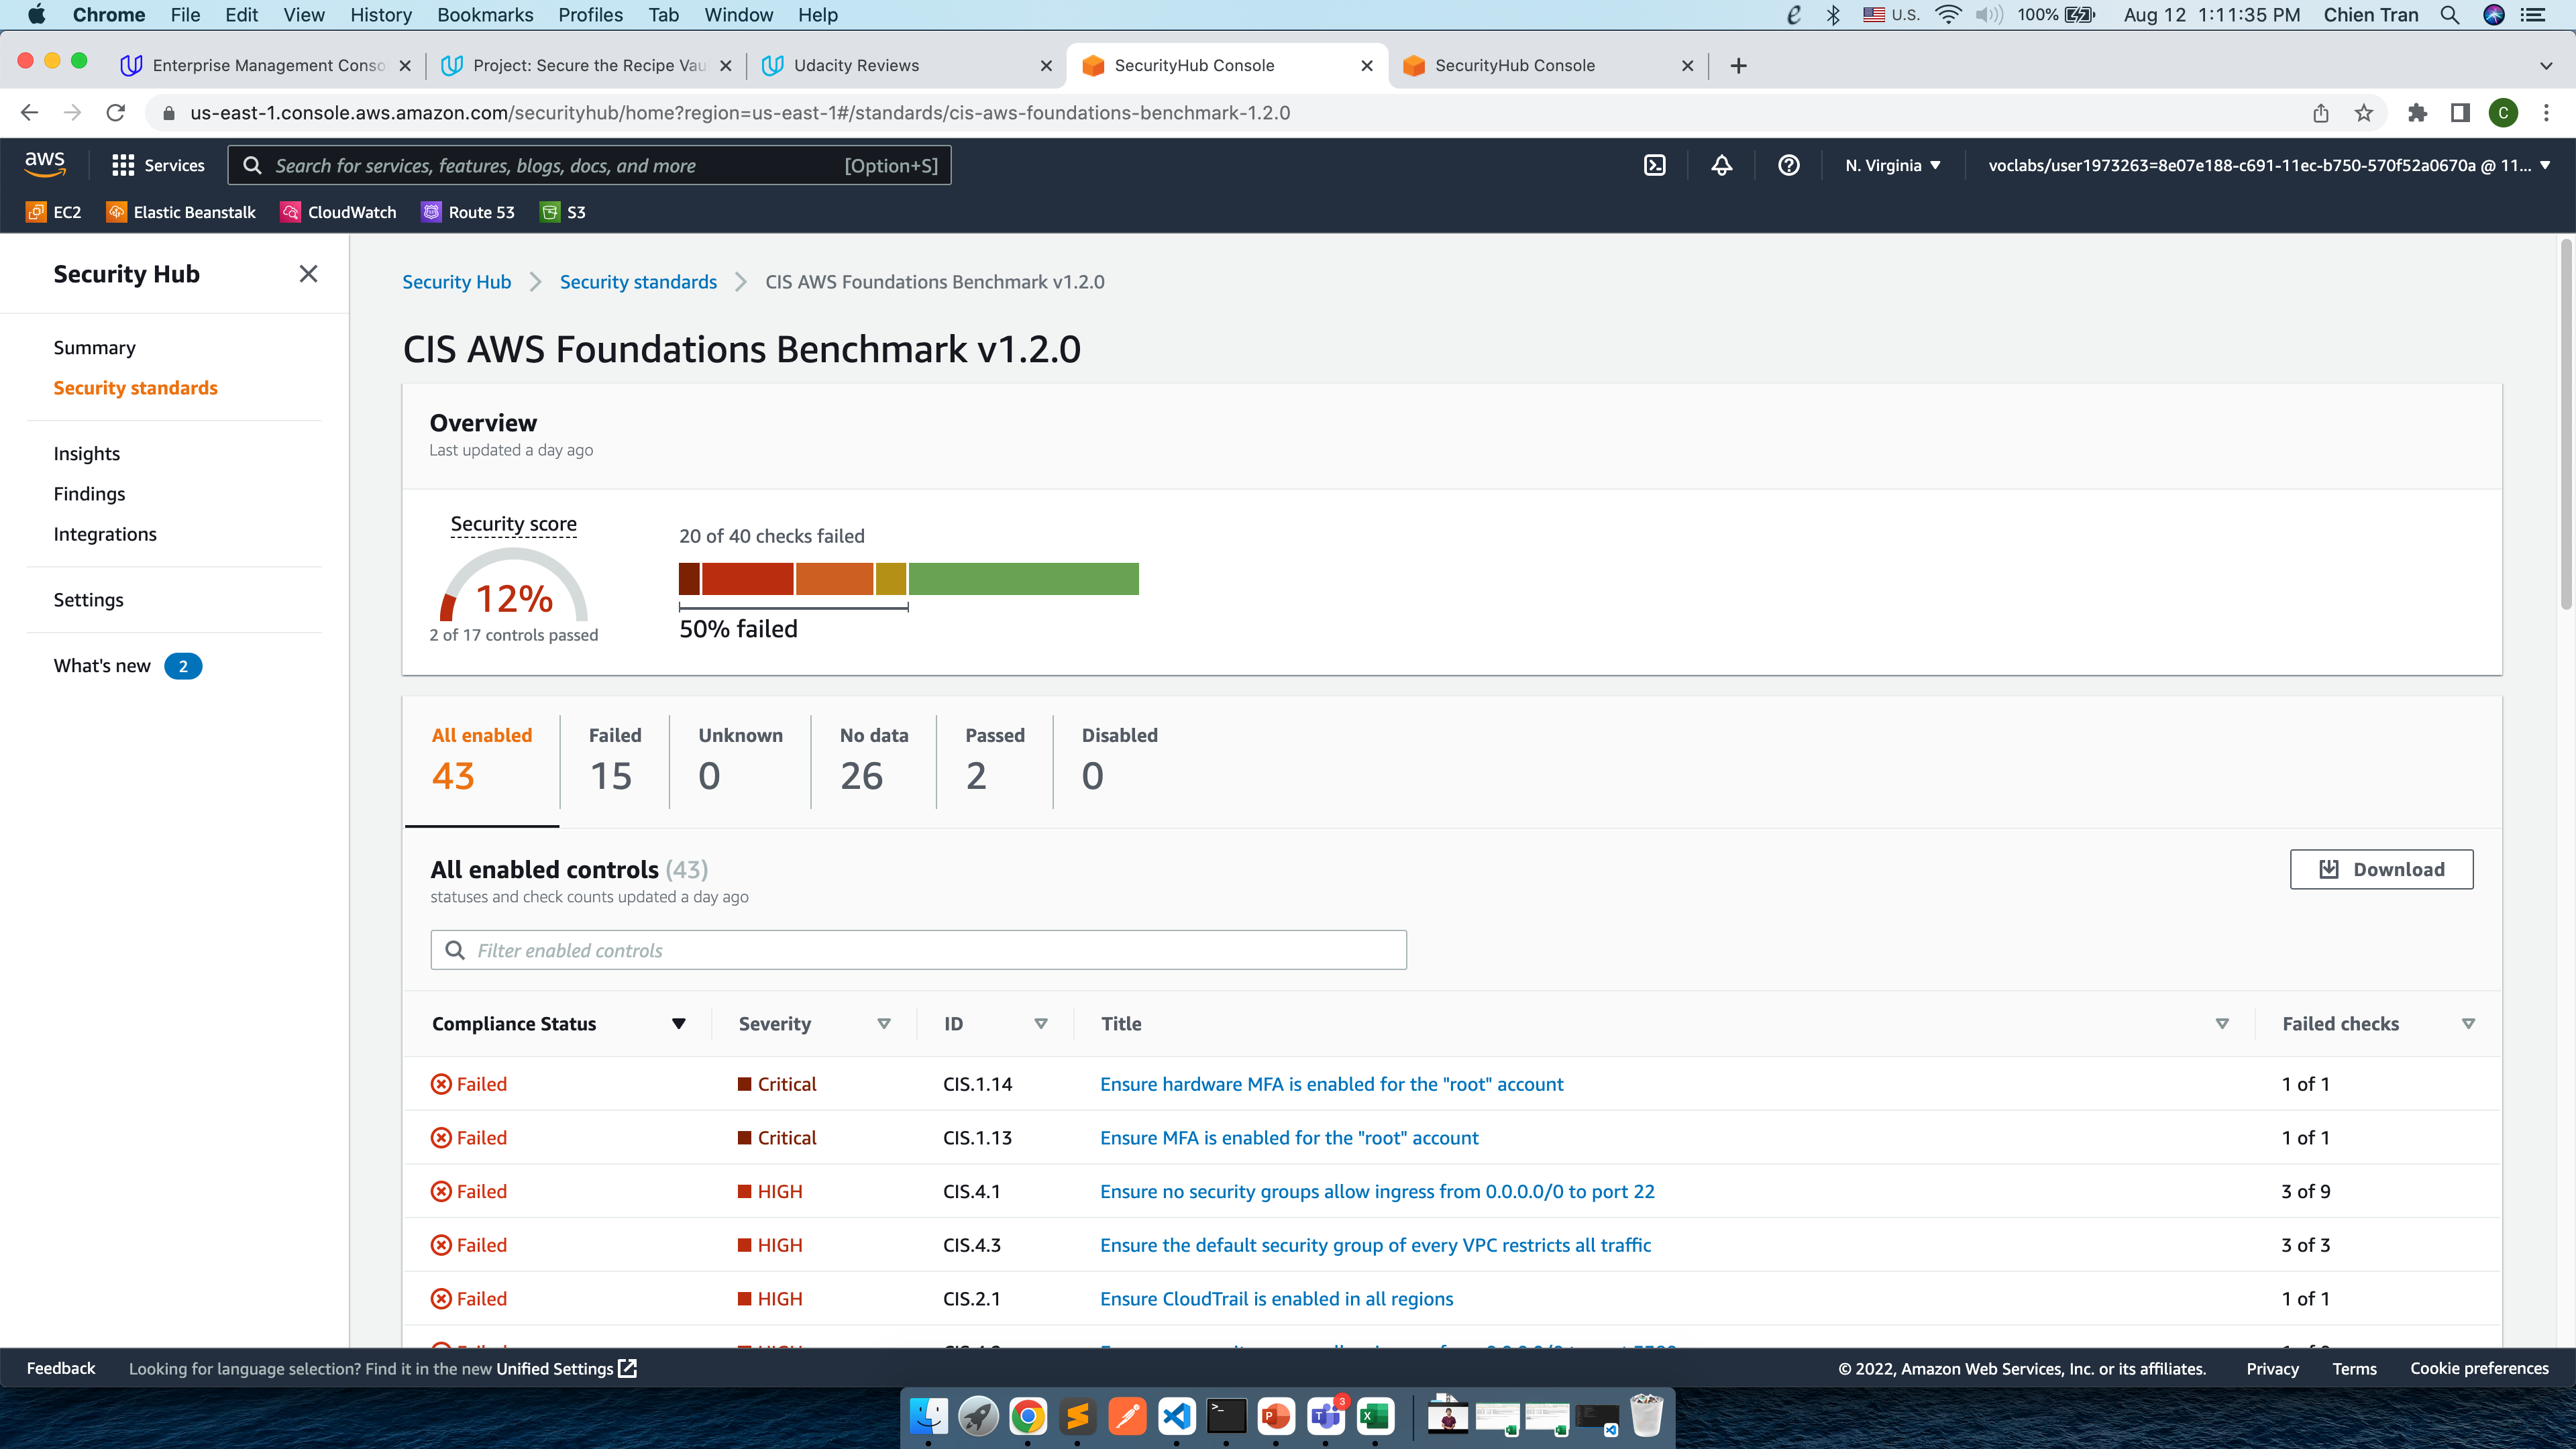 Chrome File Edit View History Bookmarks Profiles Tab Window Help U.S. 100% Aug 12 1:11:35 PM Chien Tran
Enterprise Management Conso Project: Secure the Recipe Vau Udacity Reviews SecurityHub Console SecurityHub Console
us-east-1.console.aws.amazon.com/securityhub/home?region=us-east-1#/standards/cis-aws-foundations-benchmark-1.2.0 C
aws Services Search for services, features, blogs, docs, and more [Option+S] N. Virginia voclabs/user1973263=8e07e188-c691-11ec-b750-570f52a0670a @ 11...
EC2 Elastic Beanstalk CloudWatch Route 53 S3
Security Hub
Summary
Security standards
Insights
Findings
Integrations
Settings
What's new 2
Security Hub Security standards CIS AWS Foundations Benchmark v1.2.0
CIS AWS Foundations Benchmark v1.2.0
Overview
Last updated a day ago
Security score
12%
2 of 17 controls passed
20 of 40 checks failed
50% failed
All enabled Failed Unknown No data Passed Disabled
43 15 0 26 2 0
All enabled controls (43)
statuses and check counts updated a day ago
Download
Filter enabled controls
Compliance Status Severity ID Title Failed checks
Failed Critical CIS.1.14 Ensure hardware MFA is enabled for the "root" account 1 of 1
Failed Critical CIS.1.13 Ensure MFA is enabled for the "root" account 1 of 1
Failed HIGH CIS.4.1 Ensure no security groups allow ingress from 0.0.0.0/0 to port 22 3 of 9
Failed HIGH CIS.4.3 Ensure the default security group of every VPC restricts all traffic 3 of 3
Failed HIGH CIS.2.1 Ensure CloudTrail is enabled in all regions 1 of 1
Feedback Looking for language selection? Find it in the new Unified Settings © 2022, Amazon Web Services, Inc. or its affiliates. Privacy Terms Cookie preferences
3